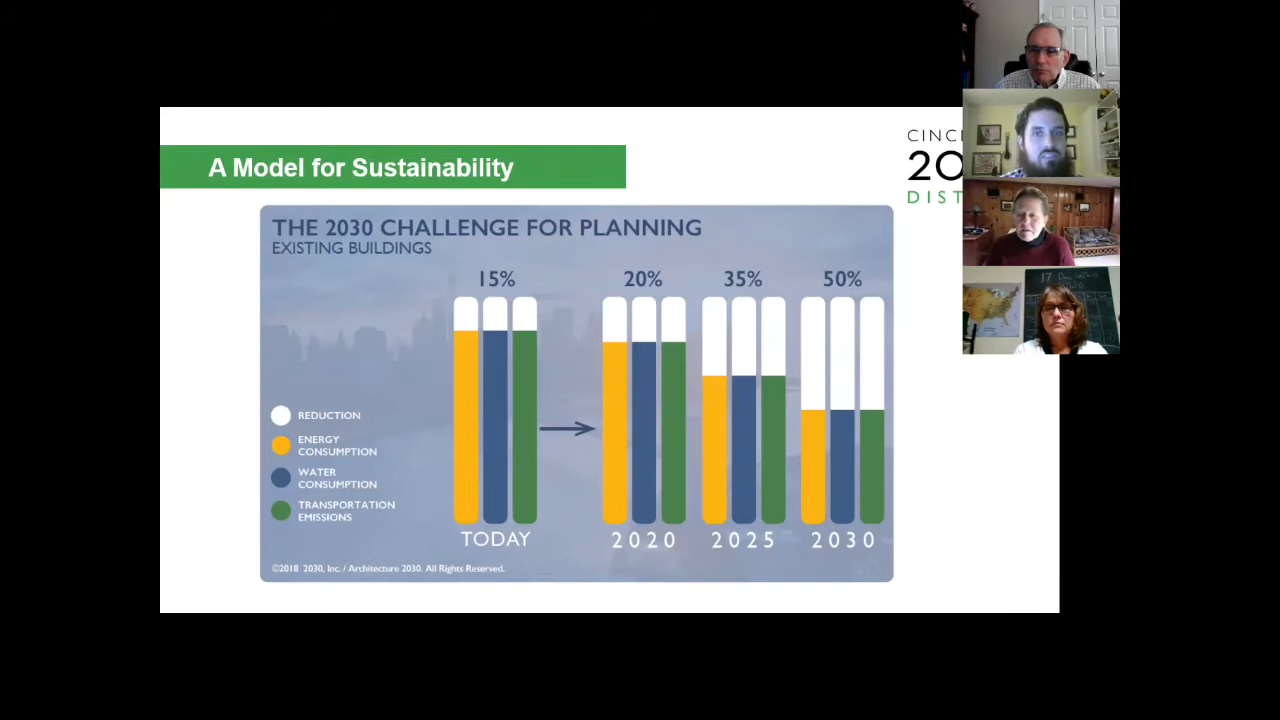 A Model for Sustainability
CINC
20
DIST
THE 2030 CHALLENGE FOR PLANNING
EXISTING BUILDINGS
15%
20%
35%
50%
REDUCTION
ENERGY
CONSUMPTION
WATER
CONSUMPTION
TRANSPORTATION
EMISSIONS
TODAY
2020
2025
2030
©2018 2030, Inc. / Architecture 2030. All Rights Reserved.